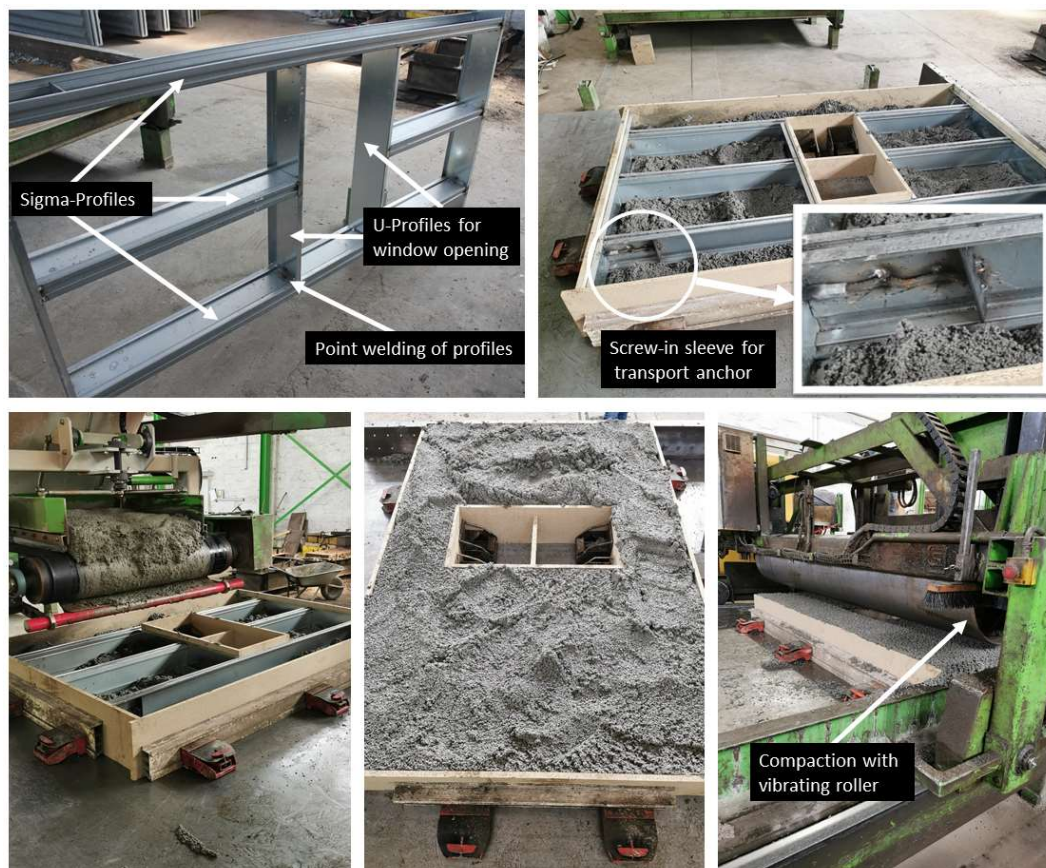 Sigma-Profiles
U-Profiles for
window opening
Point welding of profiles
Screw-in sleeve for
transport anchor
Compaction with
vibrating roller